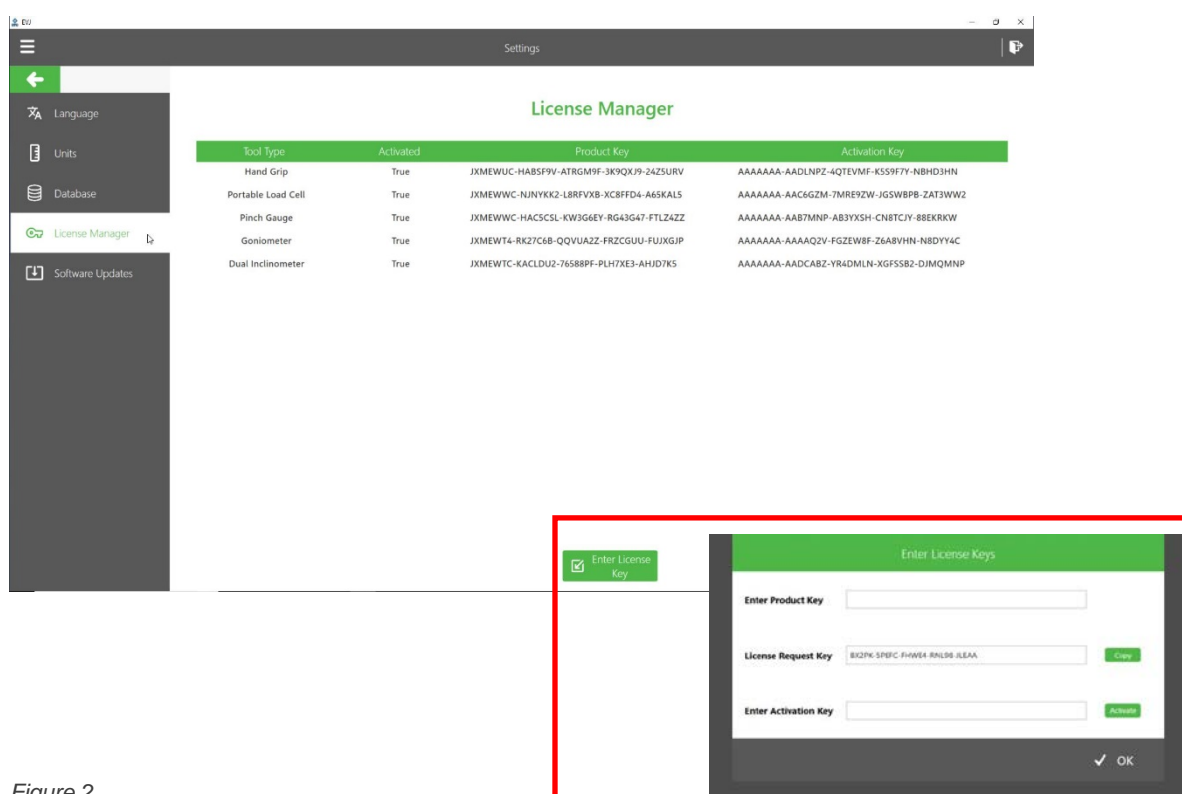 Settings
License Manager
Language
Units
Database
License Manager
Software Updates
Tool Type Activated Product Key Activation Key
Hand Grip True JXMEWUC-HABSF9V-ATRGM9F-3K9QXJ9-24Z5URV AAAAAAA-AADLNPZ-4QTEVMF-K5S9F7Y-NBHD3HN
Portable Load Cell True JXMEWWC-NJNYKK2-L8RFVXB-XC8FFD4-A65KAL5 AAAAAAA-AAC6GZM-7MRE9ZW-JGSWBPB-ZAT3WW2
Pinch Gauge True JXMEWWC-HAC5CSL-KW3G6EY-RG43G47-FTLZ4ZZ AAAAAAA-AAB7MNP-AB3YXSH-CN8TCJY-88EKRKW
Goniometer True JXMEWT4-RK27C6B-QQVUA2Z-FRZCGUU-FUJXGJP AAAAAAA-AAAAQ2V-FGZEW8F-Z6A8VHN-N8DYY4C
Dual Inclinometer True JXMEWTC-KACLDU2-76588PF-PLH7XE3-AHJD7K5 AAAAAAA-AADCABZ-YR4DMLN-XGFSSB2-DJMQMNP
Enter License
Key
Enter License Keys
Enter Product Key
License Request Key
Copy
Enter Activation Key
Activate
OK
Figure 2